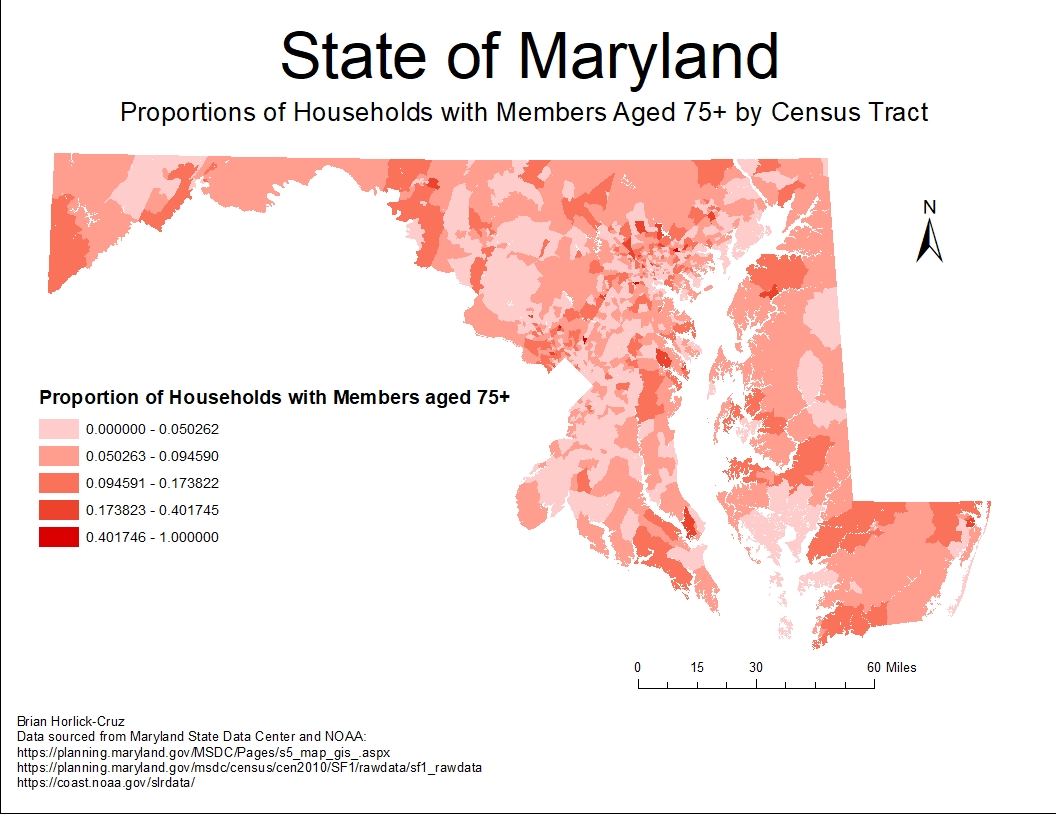 State of Maryland
Proportions of Households with Members Aged 75+ by Census Tract
N
Proportion of Households with Members aged 75+
0.000000 - 0.050262
0.050263 - 0.094590
0.094591 - 0.173822
0.173823 - 0.401745
0.401746 - 1.000000
0 15 30 60 Miles
Brian Horlick-Cruz
Data sourced from Maryland State Data Center and NOAA:
https://planning.maryland.gov/MSDC/Pages/s5_map_gis_.aspx
https://planning.maryland.gov/msdc/census/cen2010/SF1/rawdata/sf1_rawdata
https://coast.noaa.gov/slrdata/